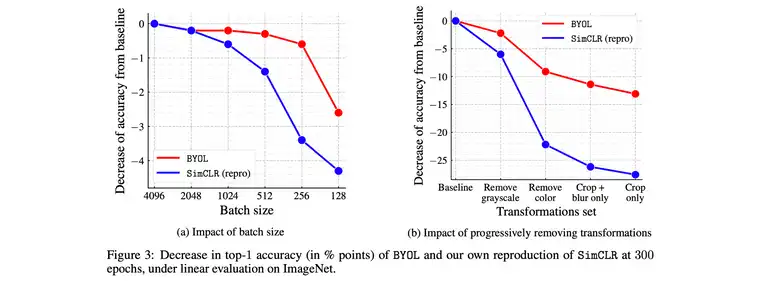 Decrease of accuracy from baseline
0
−1
−2
−3
−4
BYOL
SimCLR (repro)
4096 2048 1024 512 256 128
Batch size
(a) Impact of batch size
Decrease of accuracy from baseline
0
−5
−10
−15
−20
−25
BYOL
SimCLR (repro)
Baseline Remove Remove Crop + Crop
grayscale color blur only only
Transformations set
(b) Impact of progressively removing transformations
Figure 3: Decrease in top-1 accuracy (in % points) of BYOL and our own reproduction of SimCLR at 300
epochs, under linear evaluation on ImageNet.